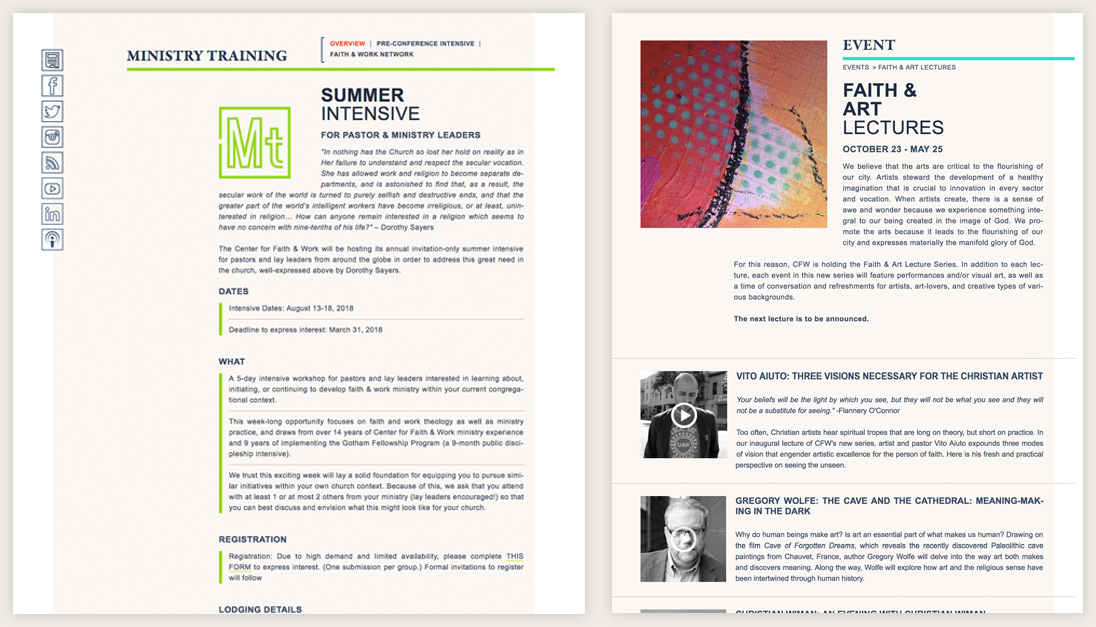 MINISTRY TRAINING
OVERVIEW | PRE-CONFERENCE INTENSIVE |
FAITH & WORK NETWORK
Mt
SUMMER
INTENSIVE
FOR PASTOR & MINISTRY LEADERS
"In nothing has the Church so lost her hold on reality as in
Her failure to understand and respect the secular vocation.
She has allowed work and religion to become separate de-
partments, and is astonished to find that, as a result, the
secular work of the world is turned to purely selfish and destructive ends, and that the
greater part of the world's intelligent workers have become irreligious, or at least, unin-
terested in religion... How can anyone remain interested in a religion which seems to
have no concern with nine-tenths of his life?" – Dorothy Sayers
The Center for Faith & Work will be hosting its annual invitation-only summer intensive
for pastors and lay leaders from around the globe in order to address this great need in
the church, well-expressed above by Dorothy Sayers.
DATES
Intensive Dates: August 13-18, 2018
Deadline to express interest: March 31, 2018
WHAT
A 5-day intensive workshop for pastors and lay leaders interested in learning about,
initiating, or continuing to develop faith & work ministry within your current congrega-
tional context.
This week-long opportunity focuses on faith and work theology as well as ministry
practice, and draws from over 14 years of Center for Faith & Work ministry experience
and 9 years of implementing the Gotham Fellowship Program (a 9-month public disci-
pleship intensive).
We trust this exciting week will lay a solid foundation for equipping you to pursue simi-
lar initiatives within your own church context. Because of this, we ask that you attend
with at least 1 or at most 2 others from your ministry (lay leaders encouraged!) so that
you can best discuss and envision what this might look like for your church.
REGISTRATION
Registration: Due to high demand and limited availability, please complete THIS
FORM to express interest. (One submission per group.) Formal invitations to register
will follow
LODGING DETAILS
EVENT
EVENTS > FAITH & ART LECTURES
FAITH &
ART
LECTURES
OCTOBER 23 - MAY 25
We believe that the arts are critical to the flourishing of
our city. Artists steward the development of a healthy
imagination that is crucial to innovation in every sector
and vocation. When artists create, there is a sense of
awe and wonder because we experience something inte-
gral to our being created in the image of God. We pro-
mote the arts because it leads to the flourishing of our
city and expresses materially the manifold glory of God.
For this reason, CFW is holding the Faith & Art Lecture Series. In addition to each lec-
ture, each event in this new series will feature performances and/or visual art, as well as
a time of conversation and refreshments for artists, art-lovers, and creative types of vari-
ous backgrounds.
The next lecture is to be announced.
VITO AIUTO: THREE VISIONS NECESSARY FOR THE CHRISTIAN ARTIST
Your beliefs will be the light by which you see, but they will not be what you see and they will
not be a substitute for seeing." -Flannery O'Connor
Too often, Christian artists hear spiritual tropes that are long on theory, but short on practice. In
our inaugural lecture of CFW's new series, artist and pastor Vito Aiuto expounds three modes
of vision that engender artistic excellence for the person of faith. Here is his fresh and practical
perspective on seeing the unseen.
GREGORY WOLFE: THE CAVE AND THE CATHEDRAL: MEANING-MAK-
ING IN THE DARK
Why do human beings make art? Is art an essential part of what makes us human? Drawing on
the film Cave of Forgotten Dreams, which reveals the recently discovered Paleolithic cave
paintings from Chauvet, France, author Gregory Wolfe will delve into the way art both makes
and discovers meaning. Along the way, Wolfe will explore how art and the religious sense have
been intertwined through human history.
CHRISTIAN WIMAN: AN EVENING WITH CHRISTIAN WIMAN